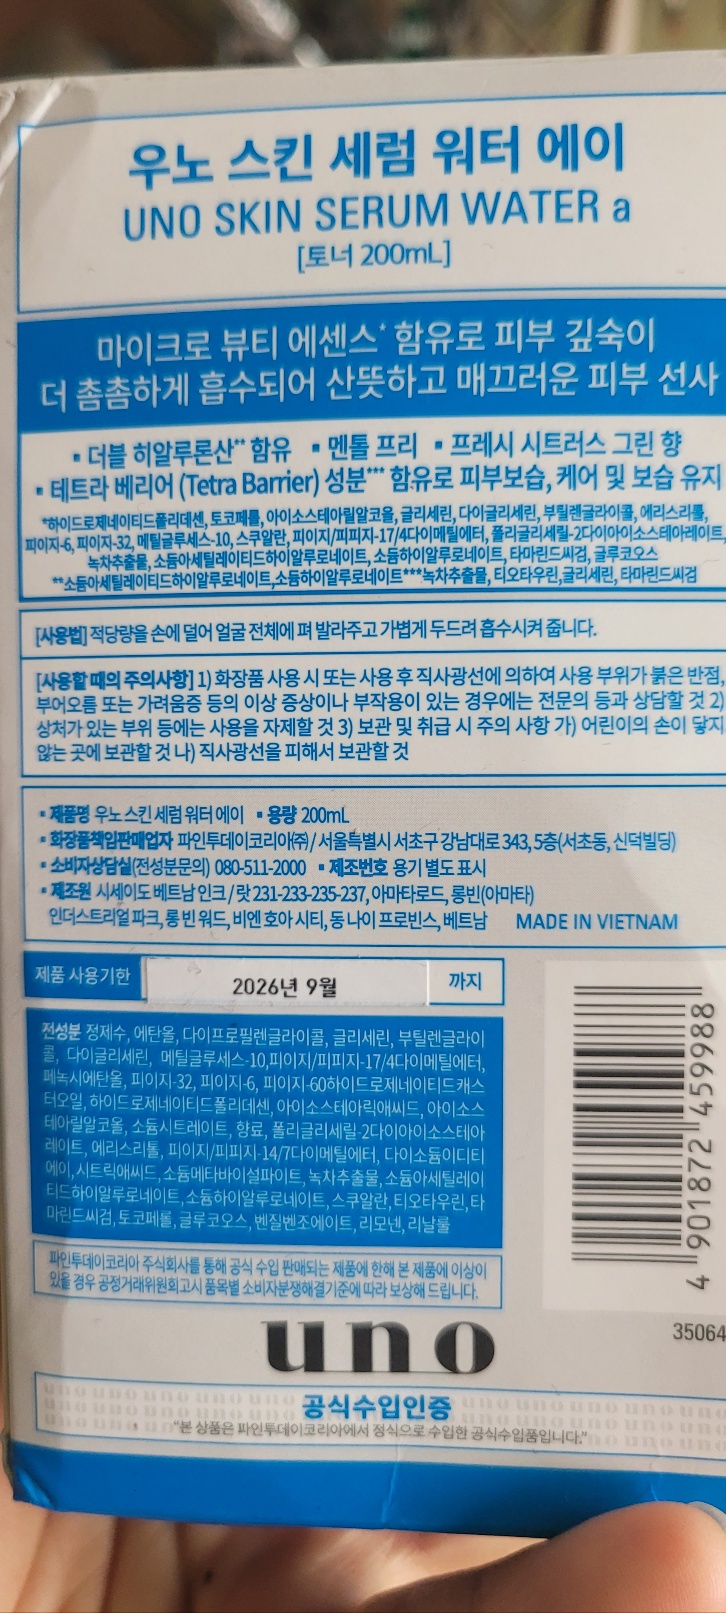 우노 스킨 세럼 워터 에이
UNO SKIN SERUM WATER a
[토너 200mL]
마이크로 뷰티 에센스* 함유로 피부 깊숙이
더 촘촘하게 흡수되어 산뜻하고 매끄러운 피부 선사
▪ 더블 히알루론산** 함유 ▪ 멘톨 프리 ▪ 프레시 시트러스 그린 향
▪ 테트라 베리어 (Tetra Barrier) 성분*** 함유로 피부보습, 케어 및 보습 유지
*하이드로제네이티드폴리데센, 토코페롤, 아이소스테아릴알코올, 글리세린, 다이글리세린, 부틸렌글라이콜, 에리스리톨,
피이지-6, 피이지-32, 메틸글루세스-10, 스쿠알란, 피이지/피피지-17/4다이메틸에터, 폴리글리세릴-2다이아이소스테아레이트,
녹차추출물, 소듐아세틸레이티드하이알루로네이트, 소듐하이알루로네이트, 타마린드씨검, 글루코오스
**소듐아세틸레이티드하이알루로네이트,소듐하이알루로네이트***녹차추출물, 티오타우린,글리세린, 타마린드씨검
[사용법] 적당량을 손에 덜어 얼굴 전체에 펴 발라주고 가볍게 두드려 흡수시켜 줍니다.
[사용할 때의 주의사항] 1) 화장품 사용 시 또는 사용 후 직사광선에 의하여 사용 부위가 붉은 반점,
부어오름 또는 가려움증 등의 이상 증상이나 부작용이 있는 경우에는 전문의 등과 상담할 것 2)
상처가 있는 부위 등에는 사용을 자제할 것 3) 보관 및 취급 시 주의 사항 가) 어린이의 손이 닿지
않는 곳에 보관할 것 나) 직사광선을 피해서 보관할 것
▪ 제품명 우노 스킨 세럼 워터 에이 ▪ 용량 200mL
▪ 화장품책임판매업자 파인투데이코리아㈜ / 서울특별시 서초구 강남대로 343, 5층(서초동, 신덕빌딩)
▪ 소비자상담실(전성분문의) 080-511-2000 ▪ 제조번호 용기 별도 표시
▪ 제조원 시세이도 베트남 인크 / 랏 231-233-235-237, 아마타로드, 롱빈(아마타)
인더스트리얼 파크, 롱 빈 워드, 비엔 호아 시티, 동 나이 프로빈스, 베트남 MADE IN VIETNAM
제품 사용기한 2026년 9월 까지
전성분 정제수, 에탄올, 다이프로필렌글라이콜, 글리세린, 부틸렌글라이
콜, 다이글리세린, 메틸글루세스-10,피이지/피피지-17/4다이메틸에터,
페녹시에탄올, 피이지-32, 피이지-6, 피이지-60하이드로제네이티드캐스
터오일, 하이드로제네이티드폴리데센, 아이소스테아릭애씨드, 아이소스
테아릴알코올, 소듐시트레이트, 향료, 폴리글리세릴-2다이아이소스테아
레이트, 에리스리톨, 피이지/피피지-14/7다이메틸에터, 다이소듐이디티
에이, 시트릭애씨드, 소듐메타바이설파이트, 녹차추출물, 소듐아세틸레이
티드하이알루로네이트, 소듐하이알루로네이트, 스쿠알란, 티오타우린, 타
마린드씨검, 토코페롤, 글루코오스, 벤질벤조에이트, 리모넨, 리날룰
파인투데이코리아 주식회사를 통해 공식 수입 판매되는 제품에 한해 본 제품에 이상이
있을 경우 공정거래위원회고시 품목별 소비자분쟁해결기준에 따라 보상해 드립니다.
4 901872 459988
35064
uno
공식수입인증
"본 상품은 파인투데이코리아에서 정식으로 수입한 공식수입품입니다."